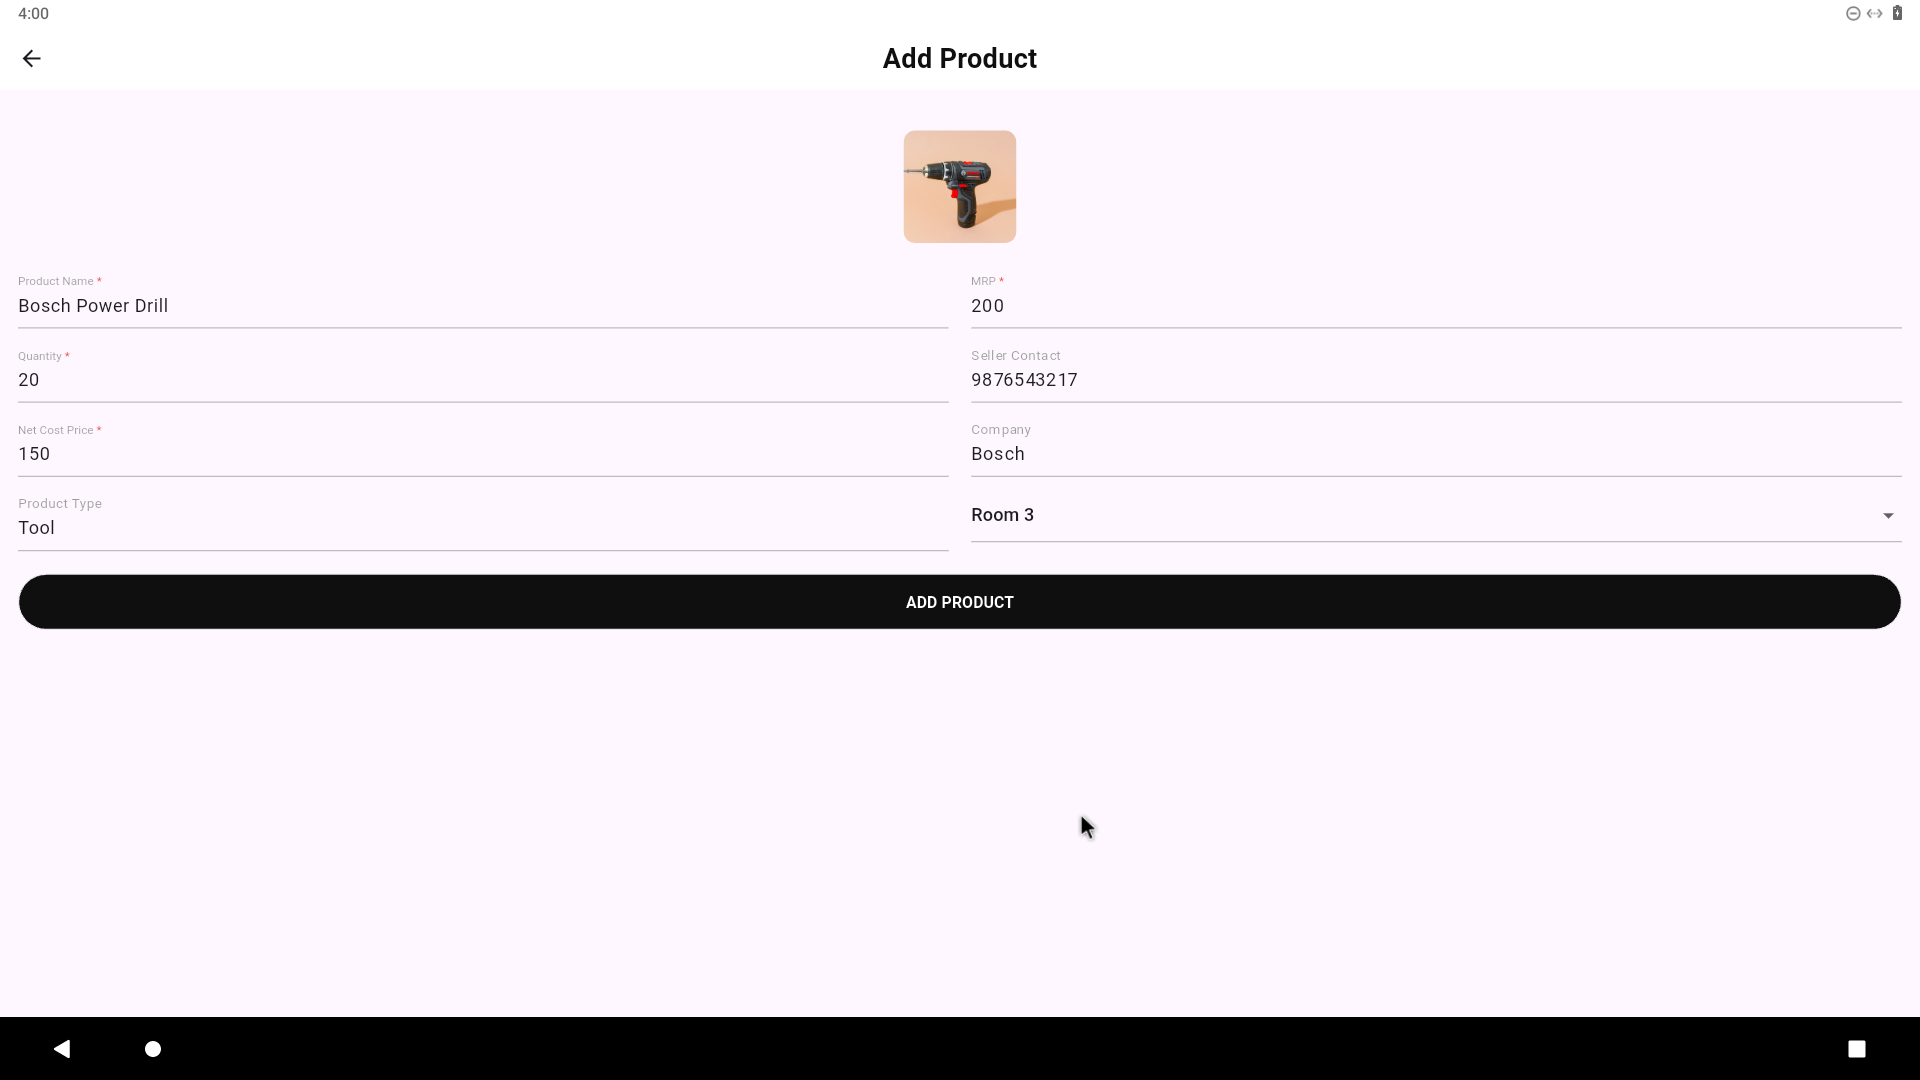 4:00
Add Product
Product Name *
Bosch Power Drill
MRP *
200
Quantity *
20
Seller Contact
9876543217
Net Cost Price *
150
Company
Bosch
Product Type
Tool
Room 3
ADD PRODUCT